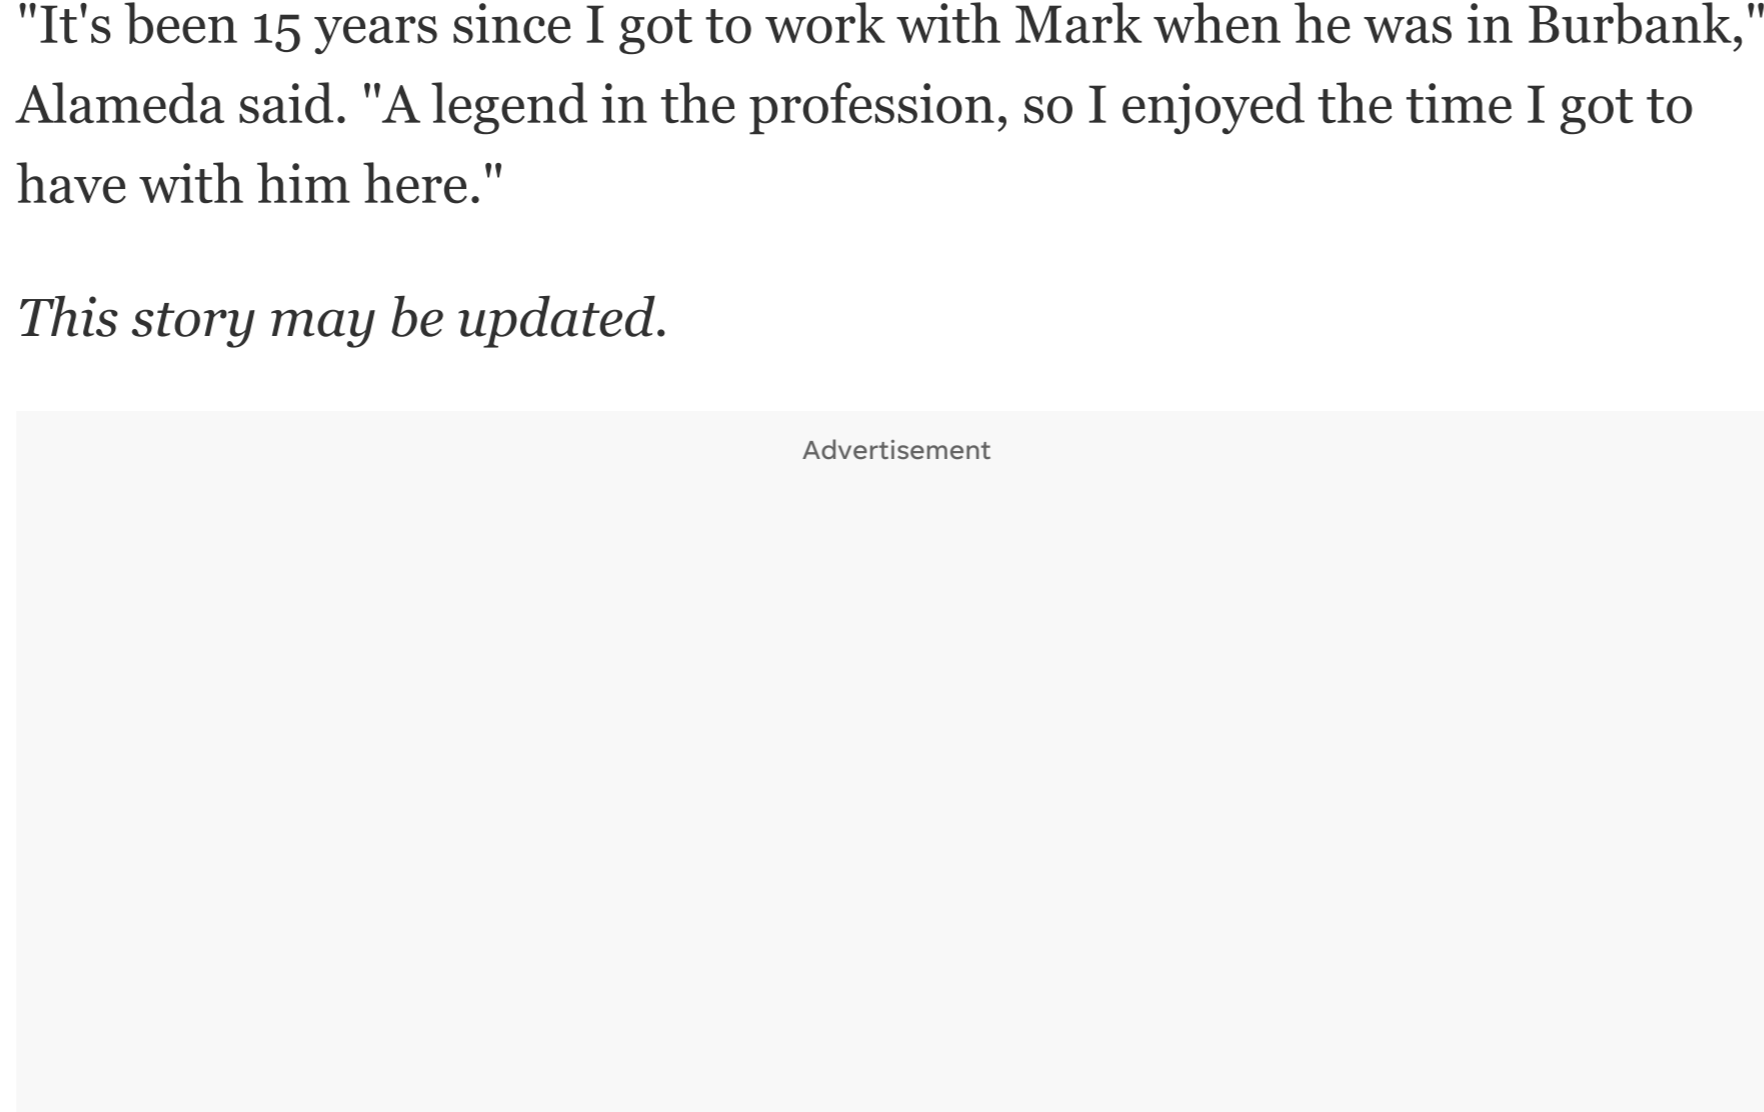 "It's been 15 years since I got to work with Mark when he was in Burbank,"
Alameda said. "A legend in the profession, so I enjoyed the time I got to
have with him here."
This story may be updated.
Advertisement